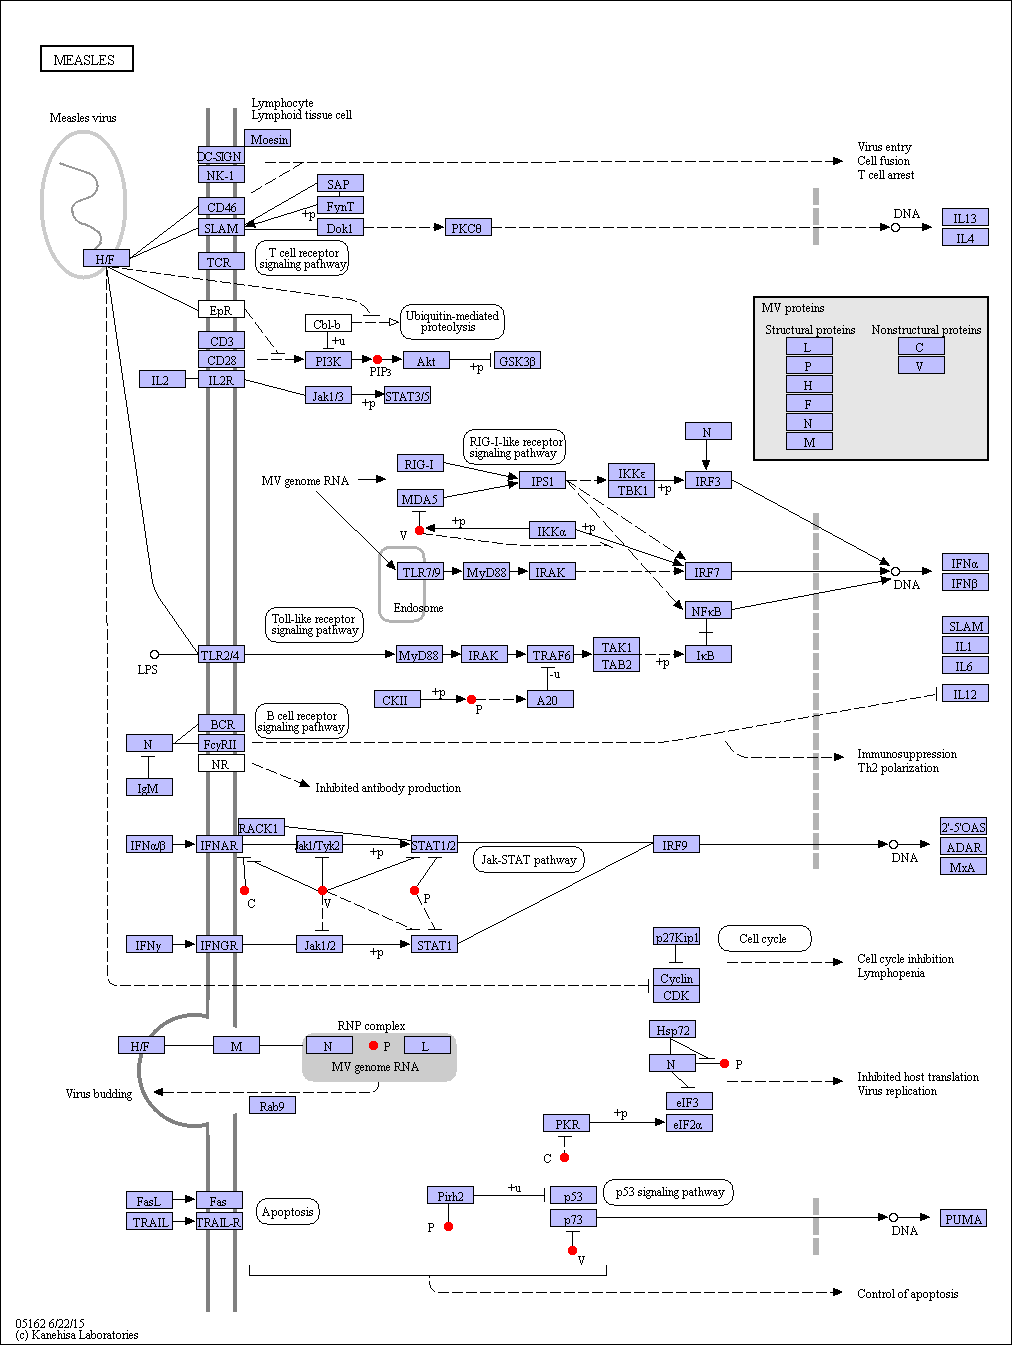 MEASLES
Lymphocyte
Lymphoid tissue cell
Measles virus
Moesin
DC-SIGN
NK-1
Virus entry
Cell fusion
T cell arrest
SAP
CD46
FynT
+p
SLAM
Dok1
PKCθ
DNA
IL13
IL4
H/F
TCR
T cell receptor
signaling pathway
EpR
Cbl-b
Ubiquitin-mediated
proteolysis
+u
CD3
CD28
PI3K
PIP3
Akt
+p
GSK3β
IL2
IL2R
Jak1/3
+p
STAT3/5
MV proteins
Structural proteins
Nonstructural proteins
L
C
P
V
H
F
N
M
N
RIG-I-like receptor
signaling pathway
RIG-I
MV genome RNA
IPS1
IKKε
TBK1
+p
IRF3
MDA5
V
+p
IKKα
+p
TLR7/9
MyD88
IRAK
IRF7
DNA
IFNα
IFNβ
Endosome
NFκB
Toll-like receptor
signaling pathway
SLAM
IL1
IL6
IL12
LPS
TLR2/4
MyD88
IRAK
TRAF6
TAK1
TAB2
+p
IκB
-u
CKII
+p
P
A20
B cell receptor
signaling pathway
BCR
N
FcγRII
NR
IgM
Inhibited antibody production
Immunosuppression
Th2 polarization
RACK1
IFNα/β
IFNAR
Jak1/Tyk2
+p
STAT1/2
Jak-STAT pathway
IRF9
DNA
2'-5'OAS
ADAR
MxA
C
V
P
IFNγ
IFNGR
Jak1/2
+p
STAT1
p27Kip1
Cell cycle
Cyclin
CDK
Cell cycle inhibition
Lymphopenia
RNP complex
H/F
M
N
P
L
MV genome RNA
Hsp72
N
P
Virus budding
Rab9
eIF3
Inhibited host translation
Virus replication
PKR
+p
eIF2α
C
FasL
Fas
TRAIL
TRAIL-R
Apoptosis
Pirh2
+u
p53
p53 signaling pathway
P
p73
DNA
PUMA
V
Control of apoptosis
05162 6/22/15
(c) Kanehisa Laboratories